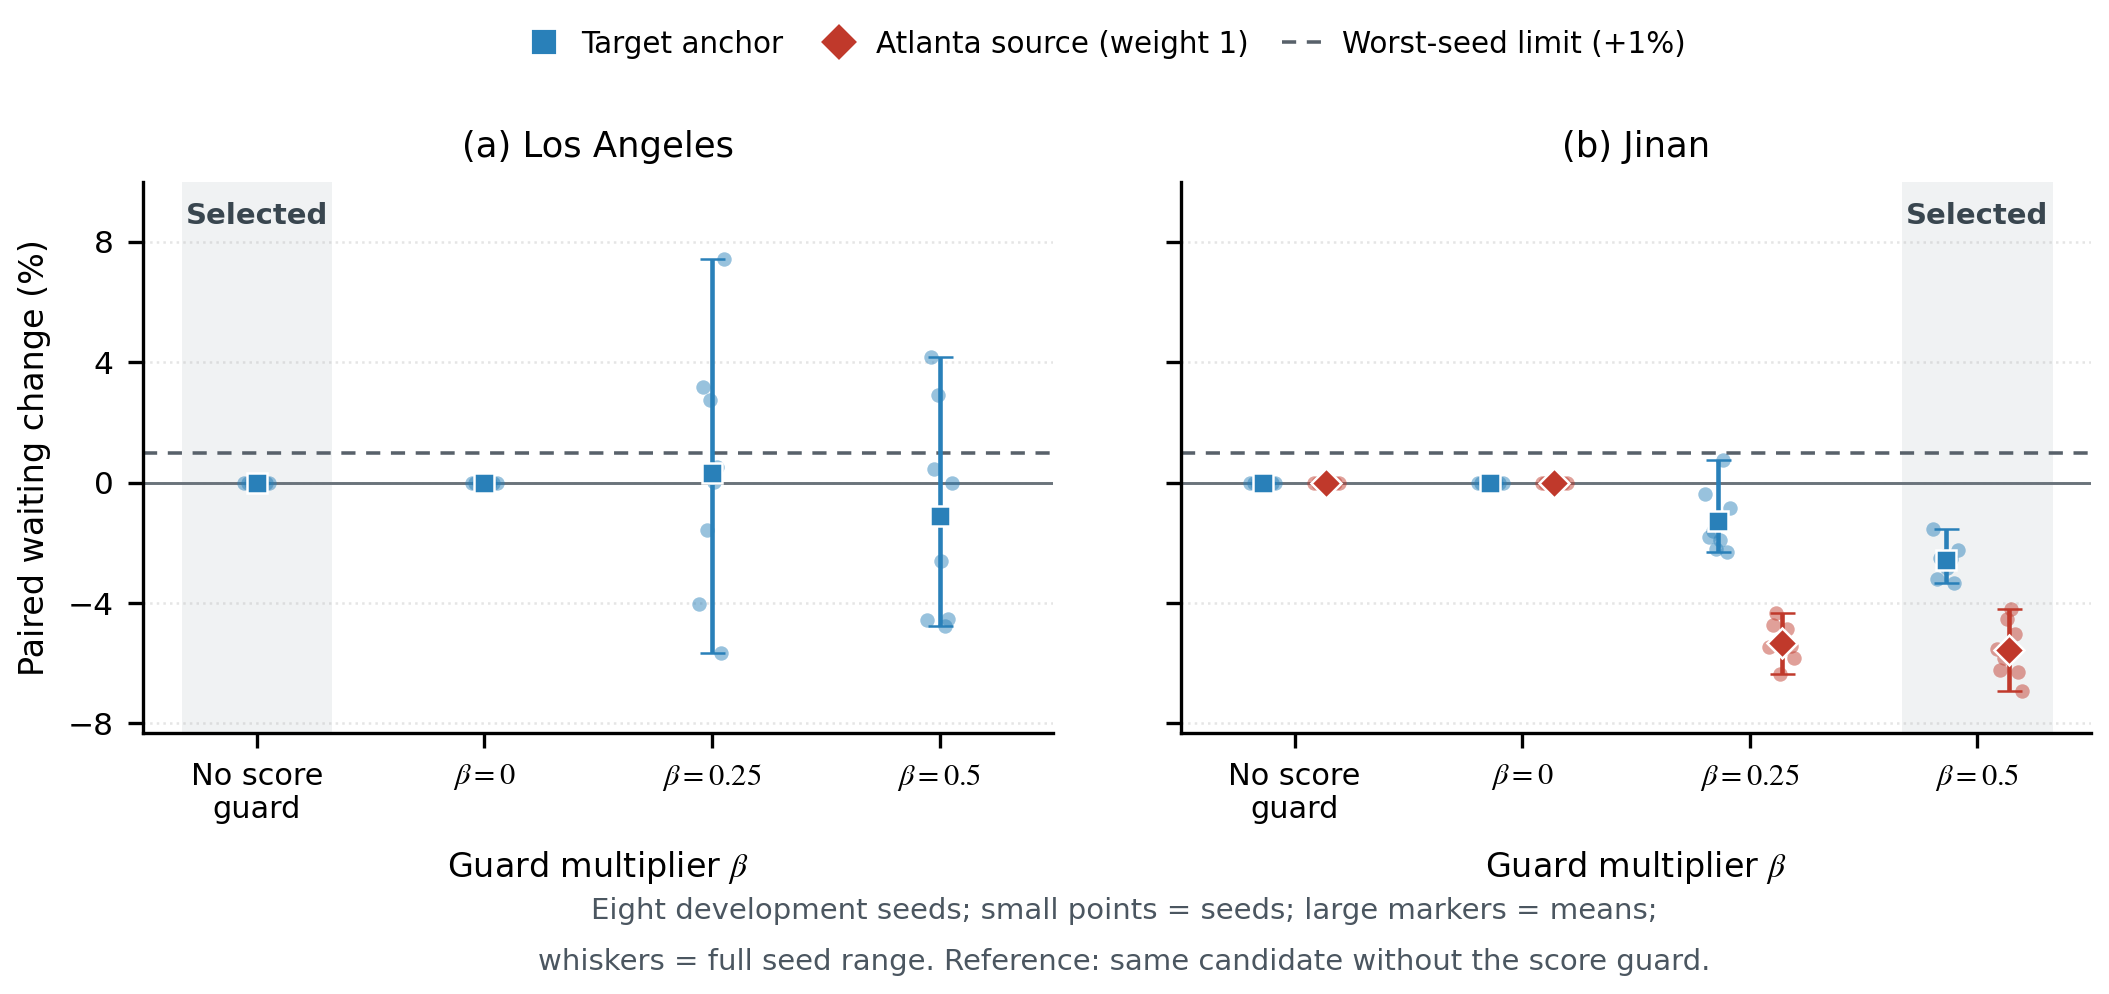 Target anchor
Atlanta source (weight 1)
Worst-seed limit (+1%)
(a) Los Angeles
(b) Jinan
Selected
Selected
Paired waiting change (%)
8
4
0
−4
−8
No score
guard
β = 0
β = 0.25
β = 0.5
No score
guard
β = 0
β = 0.25
β = 0.5
Guard multiplier β
Guard multiplier β
Eight development seeds; small points = seeds; large markers = means;
whiskers = full seed range. Reference: same candidate without the score guard.